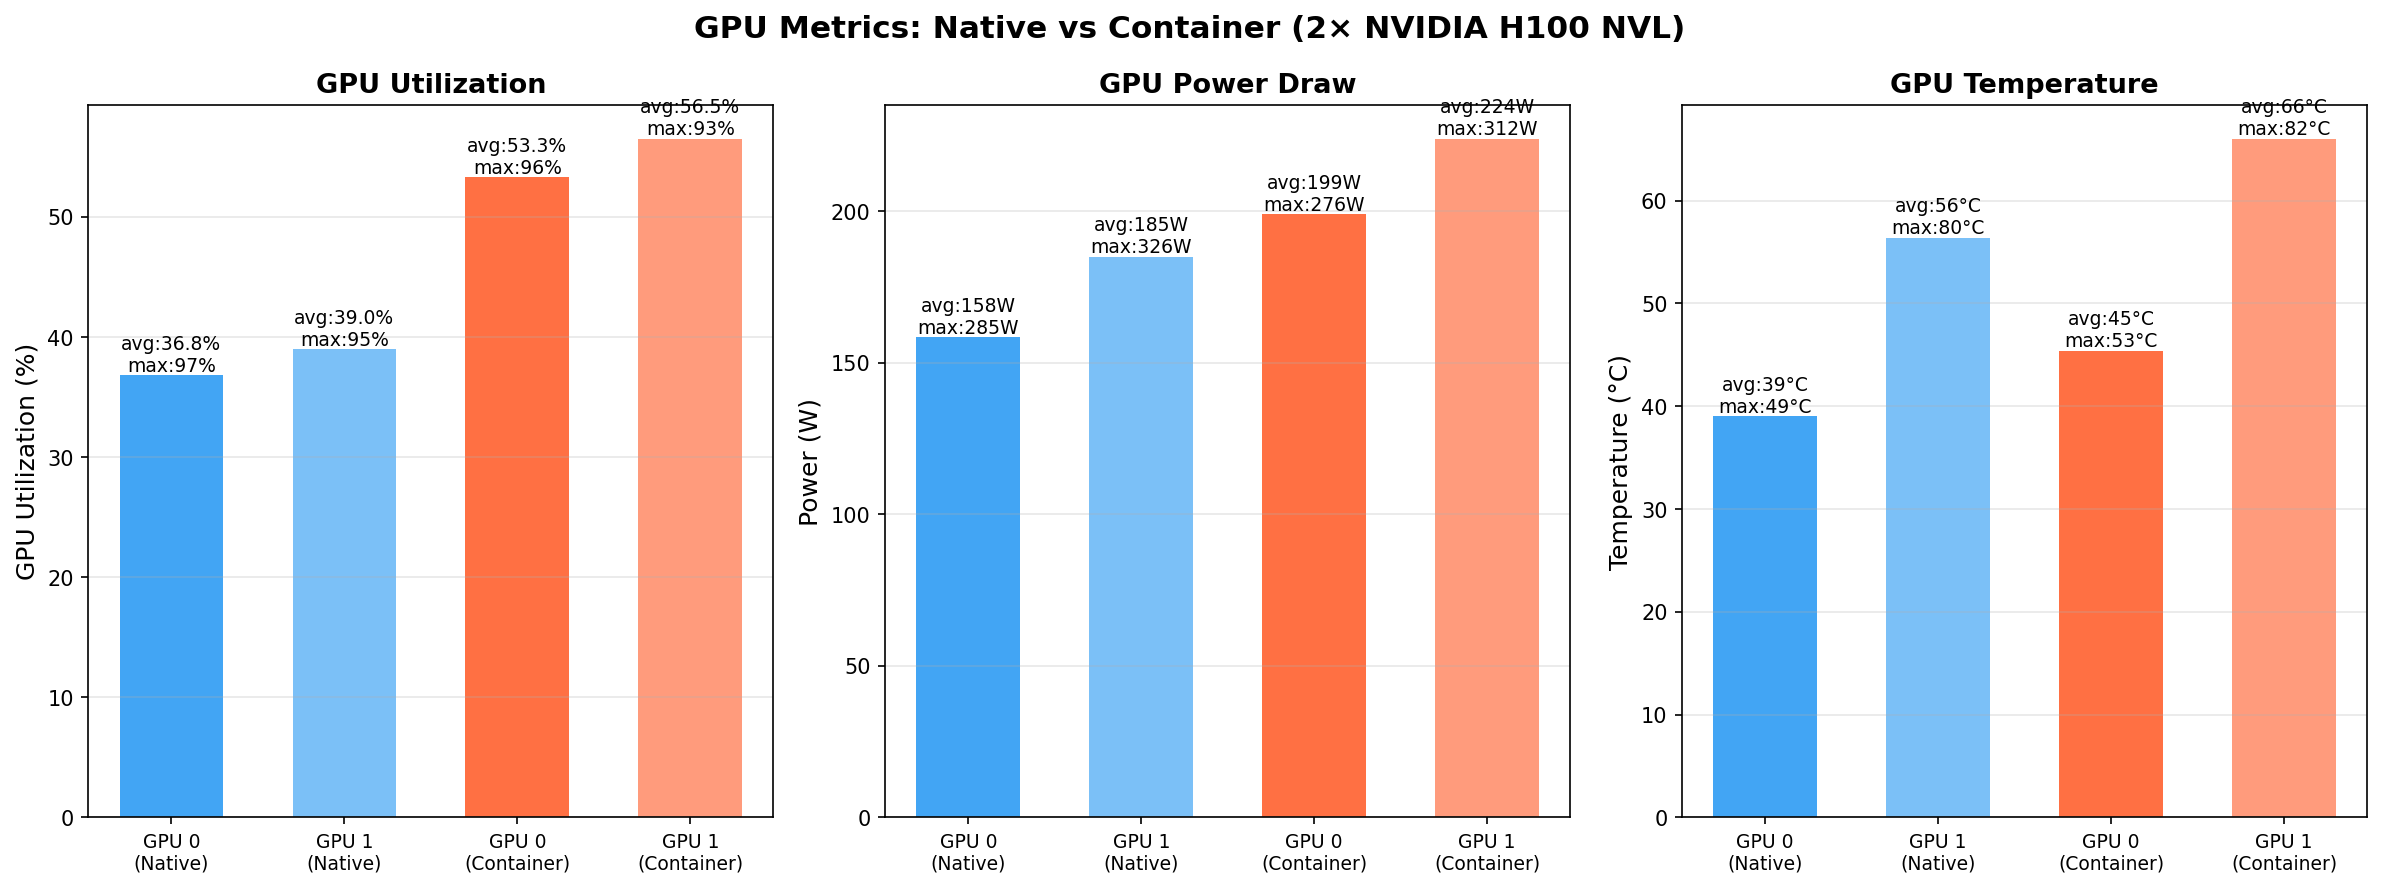 GPU Metrics: Native vs Container (2× NVIDIA H100 NVL)
GPU Utilization
GPU Utilization (%)
50
40
30
20
10
0
avg:36.8%
max:97%
avg:39.0%
max:95%
avg:53.3%
max:96%
avg:56.5%
max:93%
GPU 0
(Native)
GPU 1
(Native)
GPU 0
(Container)
GPU 1
(Container)
GPU Power Draw
Power (W)
200
150
100
50
0
avg:158W
max:285W
avg:185W
max:326W
avg:199W
max:276W
avg:224W
max:312W
GPU 0
(Native)
GPU 1
(Native)
GPU 0
(Container)
GPU 1
(Container)
GPU Temperature
Temperature (°C)
60
50
40
30
20
10
0
avg:39°C
max:49°C
avg:56°C
max:80°C
avg:45°C
max:53°C
avg:66°C
max:82°C
GPU 0
(Native)
GPU 1
(Native)
GPU 0
(Container)
GPU 1
(Container)